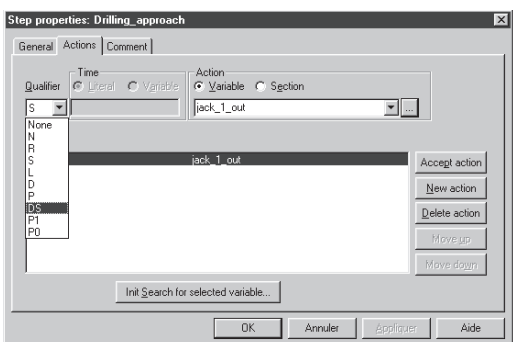 Step properties: Drilling_approach
General Actions Comment
Time Action
Qualifier Literal Variable Variable Section
S jack_1_out ...
None
N
R
S jack_1_out Accept action
L
D New action
P
DS Delete action
P1
P0 Move up
Move down
Init Search for selected variable...
OK Annuler Appliquer Aide